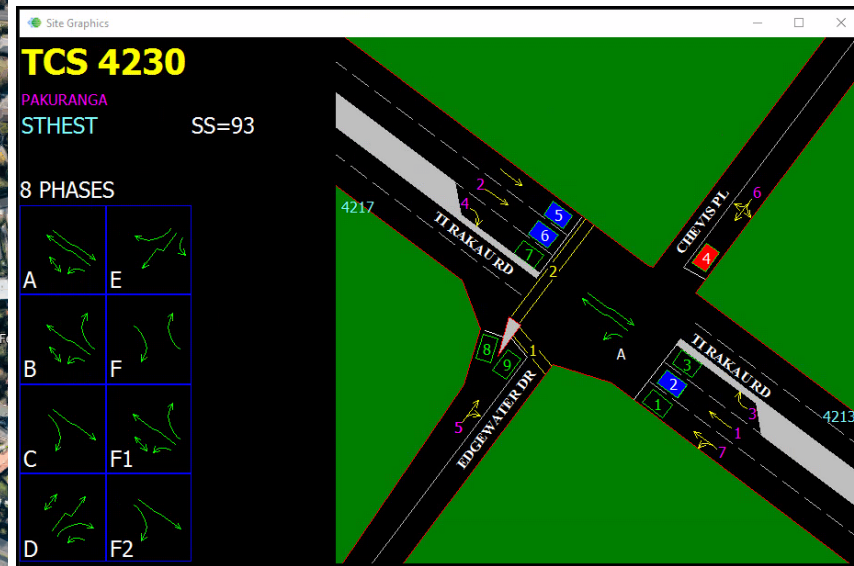 Site Graphics
TCS 4230
PAKURANGA
STHEST SS=93
8 PHASES
A E
B F
C F1
D F2
4217
2
4
TI RAKAU RD
5
6
7
2
CHEVIS PL
6
4
A
8
9
1
5
EDGEWATER DR
TI RAKAU RD
3
2
1
3
1
7
4213